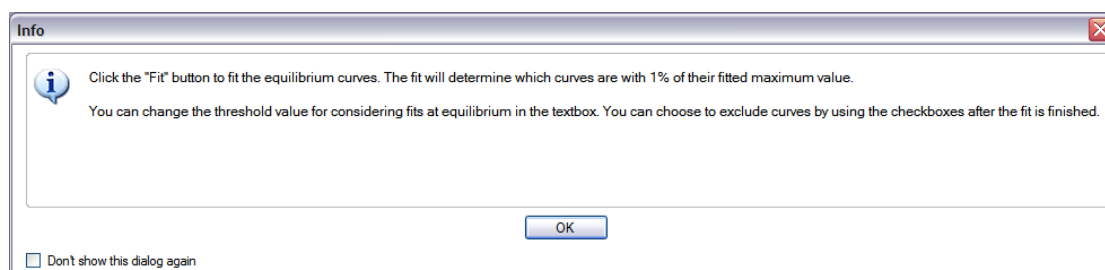 Info
Click the "Fit" button to fit the equilibrium curves. The fit will determine which curves are with 1% of their fitted maximum value.
You can change the threshold value for considering fits at equilibrium in the textbox. You can choose to exclude curves by using the checkboxes after the fit is finished.
OK
Don't show this dialog again